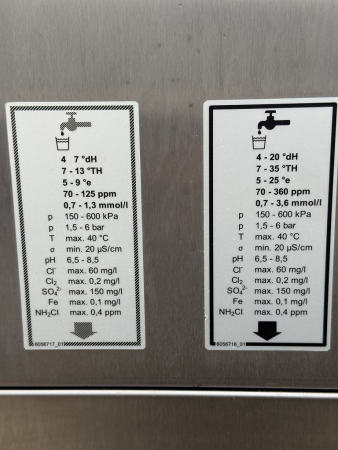 4 7 °dH
7 - 13 °TH
5 - 9 °e
70 - 125 ppm
0,7 - 1,3 mmol/l
p 150 - 600 kPa
p 1,5 - 6 bar
T max. 40 °C
σ min. 20 µS/cm
pH 6,5 - 8,5
Cl⁻ max. 60 mg/l
Cl₂ max. 0,2 mg/l
SO₄²⁻ max. 150 mg/l
Fe max. 0,1 mg/l
NH₂Cl max. 0,4 ppm
6056717_01
4 - 20 °dH
7 - 35 °TH
5 - 25 °e
70 - 360 ppm
0,7 - 3,6 mmol/l
p 150 - 600 kPa
p 1,5 - 6 bar
T max. 40 °C
σ min. 20 µS/cm
pH 6,5 - 8,5
Cl⁻ max. 60 mg/l
Cl₂ max. 0,2 mg/l
SO₄²⁻ max. 150 mg/l
Fe max. 0,1 mg/l
NH₂Cl max. 0,4 ppm
6056716_01